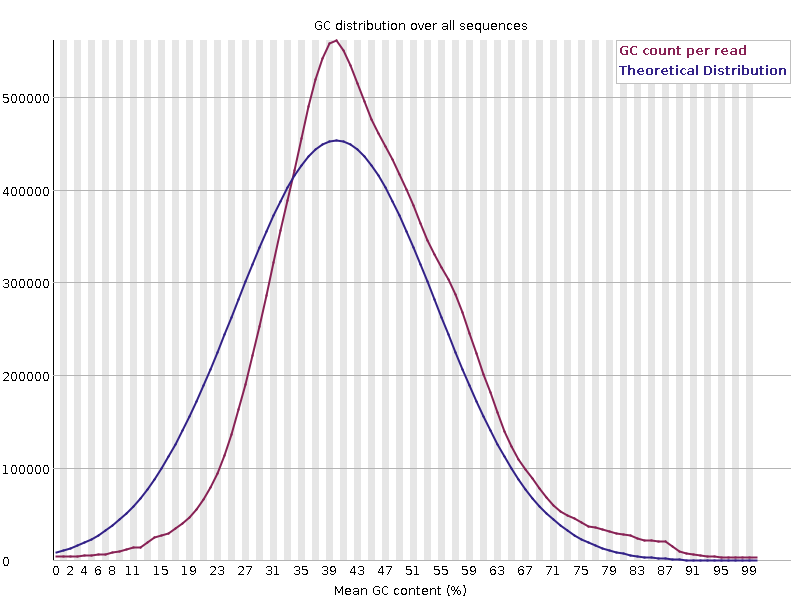 GC distribution over all sequences
GC count per read
Theoretical Distribution
500000
400000
300000
200000
100000
0
0 2 4 6 8 11 15 19 23 27 31 35 39 43 47 51 55 59 63 67 71 75 79 83 87 91 95 99
Mean GC content (%)